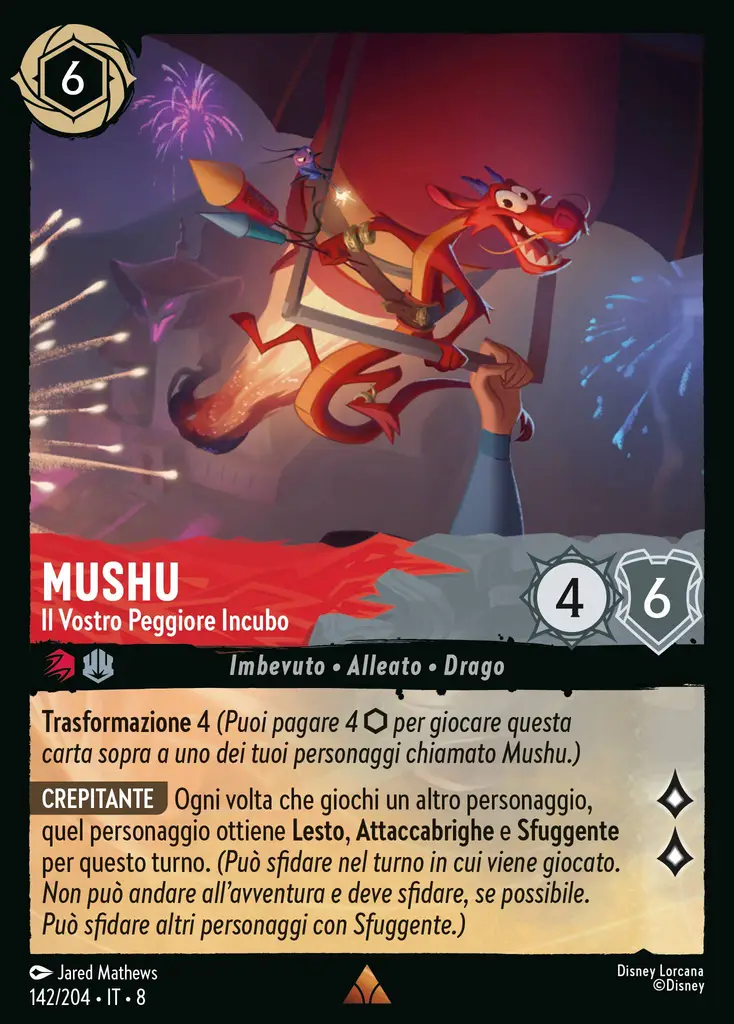 6
MUSHU
Il Vostro Peggiore Incubo
4
6
Imbevuto • Alleato • Drago
Trasformazione 4 (Puoi pagare 4 ⬡ per giocare questa
carta sopra a uno dei tuoi personaggi chiamato Mushu.)
CREPITANTE Ogni volta che giochi un altro personaggio,
quel personaggio ottiene Lesto, Attaccabrighe e Sfuggente
per questo turno. (Può sfidare nel turno in cui viene giocato.
Non può andare all'avventura e deve sfidare, se possibile.
Può sfidare altri personaggi con Sfuggente.)
Jared Mathews
142/204 • IT • 8
Disney Lorcana
©Disney